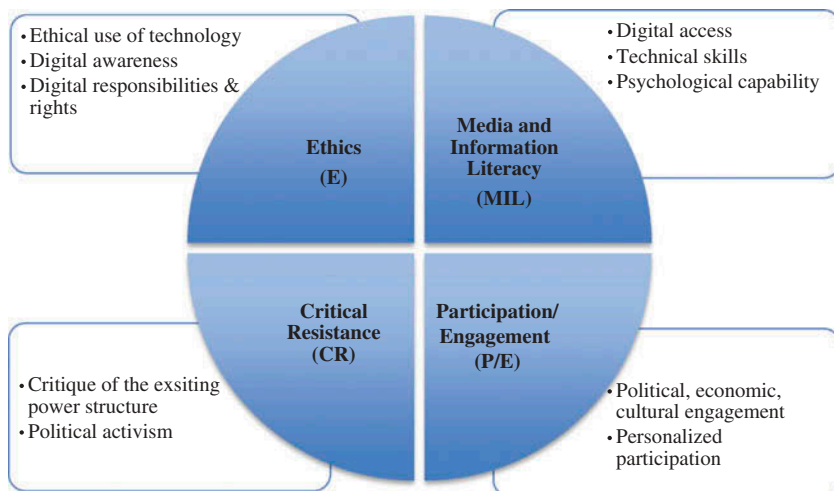 • Ethical use of technology
• Digital awareness
• Digital responsibilities &
rights
Ethics
(E)
• Digital access
• Technical skills
• Psychological capability
Media and
Information
Literacy
(MIL)
Critical
Resistance
(CR)
• Critique of the exsiting
power structure
• Political activism
Participation/
Engagement
(P/E)
• Political, economic,
cultural engagement
• Personalized
participation